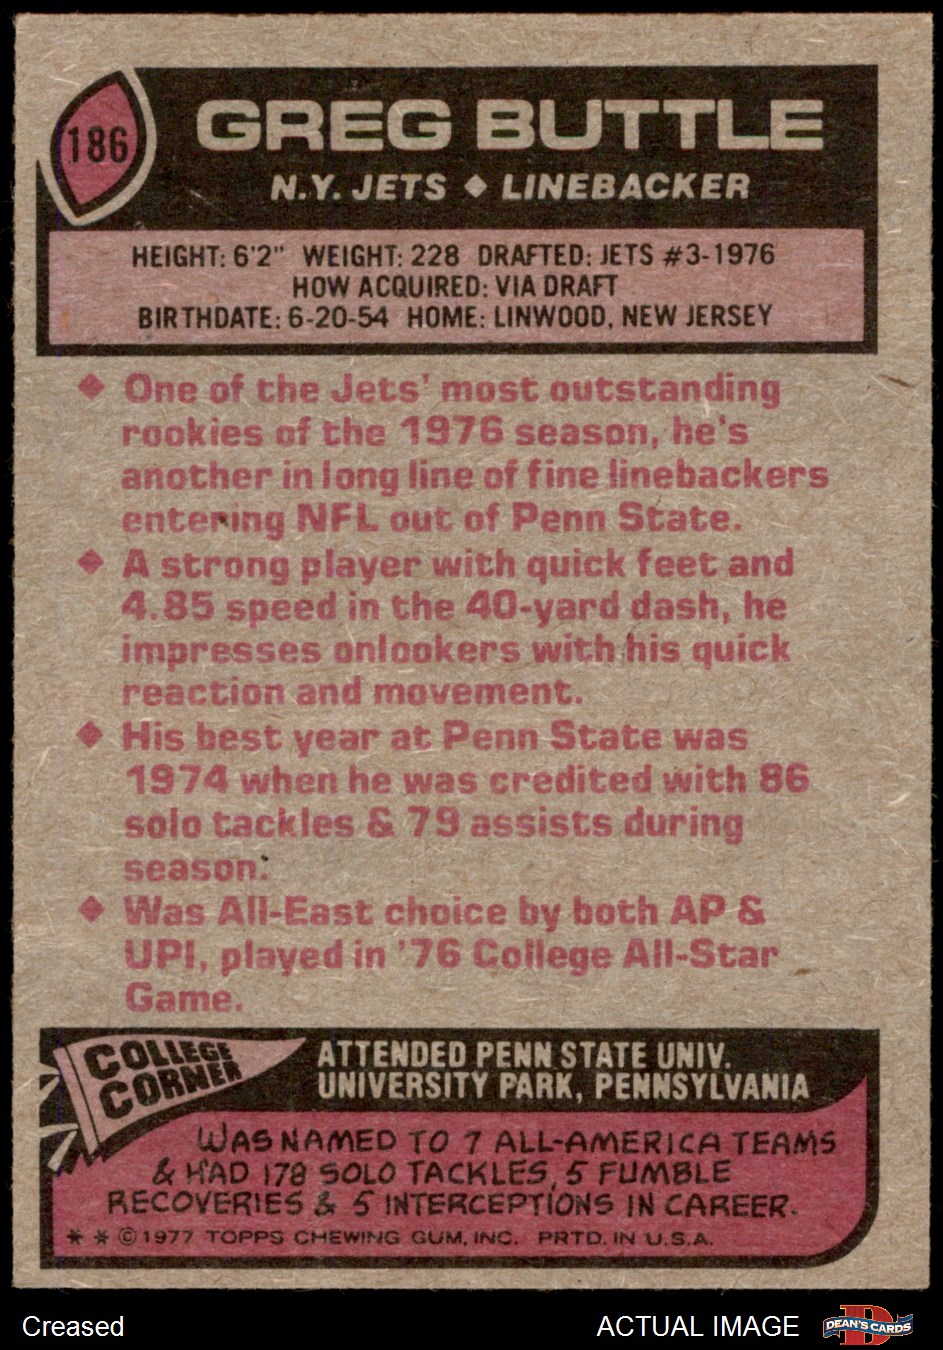 186
GREG BUTTLE
N.Y. JETS ◆ LINEBACKER
HEIGHT: 6'2" WEIGHT: 228 DRAFTED: JETS #3-1976
HOW ACQUIRED: VIA DRAFT
BIRTHDATE: 6-20-54 HOME: LINWOOD, NEW JERSEY
◆ One of the Jets' most outstanding
rookies of the 1976 season, he's
another in long line of fine linebackers
entering NFL out of Penn State.
◆ A strong player with quick feet and
4.85 speed in the 40-yard dash, he
impresses onlookers with his quick
reaction and movement.
◆ His best year at Penn State was
1974 when he was credited with 86
solo tackles & 79 assists during
season.
◆ Was All-East choice by both AP &
UPI, played in '76 College All-Star
Game.
COLLEGE
CORNER
ATTENDED PENN STATE UNIV.
UNIVERSITY PARK, PENNSYLVANIA
WAS NAMED TO 7 ALL-AMERICA TEAMS
& HAD 178 SOLO TACKLES, 5 FUMBLE
RECOVERIES & 5 INTERCEPTIONS IN CAREER.
* * © 1977 TOPPS CHEWING GUM, INC. PRTD. IN U.S.A.
Creased
ACTUAL IMAGE
DEAN'S CARDS